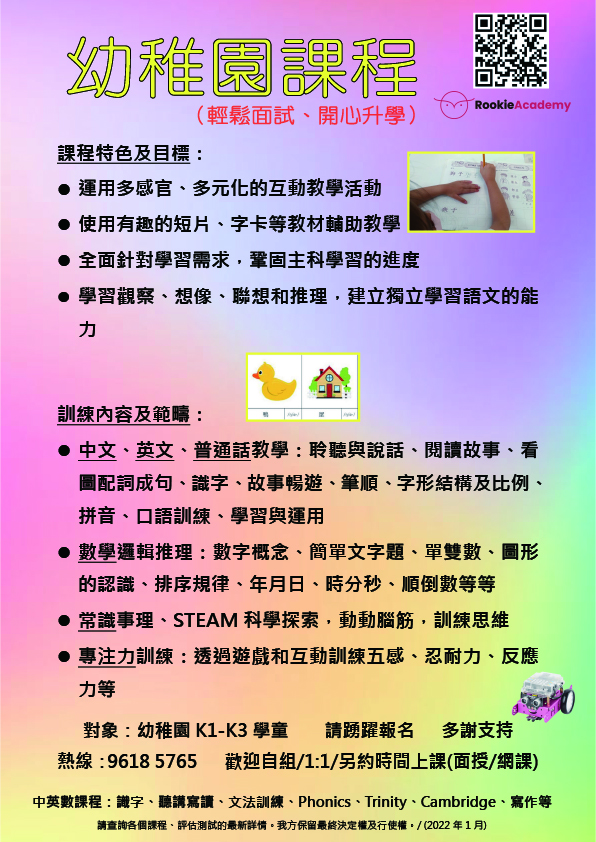 幼稚園課程
RookieAcademy
（輕鬆面試、開心升學）
課程特色及目標：
● 運用多感官、多元化的互動教學活動
● 使用有趣的短片、字卡等教材輔助教學
● 全面針對學習需求，鞏固主科學習的進度
● 學習觀察、想像、聯想和推理，建立獨立學習語文的能
力
訓練內容及範疇：
● 中文、英文、普通話教學：聆聽與說話、閱讀故事、看
圖配詞成句、識字、故事暢遊、筆順、字形結構及比例、
拼音、口語訓練、學習與運用
● 數學邏輯推理：數字概念、簡單文字題、單雙數、圖形
的認識、排序規律、年月日、時分秒、順倒數等等
● 常識事理、STEAM 科學探索，動動腦筋，訓練思維
● 專注力訓練：透過遊戲和互動訓練五感、忍耐力、反應
力等
對象：幼稚園 K1-K3 學童 請踴躍報名 多謝支持
熱線：9618 5765 歡迎自組/1:1/另約時間上課(面授/網課)
中英數課程：識字、聽講寫讀、文法訓練、Phonics、Trinity、Cambridge、寫作等
請查詢各個課程、評估測試的最新詳情。我方保留最終決定權及行使權。/ (2022 年 1 月)